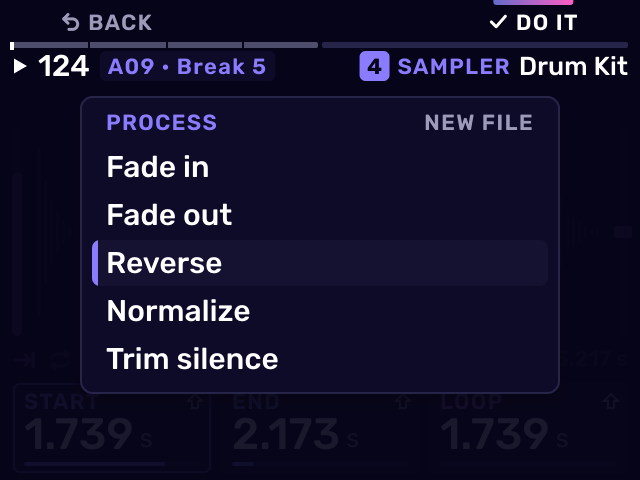 BACK
DO IT
124 A09 • Break 5
4 SAMPLER Drum Kit
PROCESS NEW FILE
Fade in
Fade out
Reverse
Normalize
Trim silence
START END LOOP
1.739 s 2.173 s 1.739 s